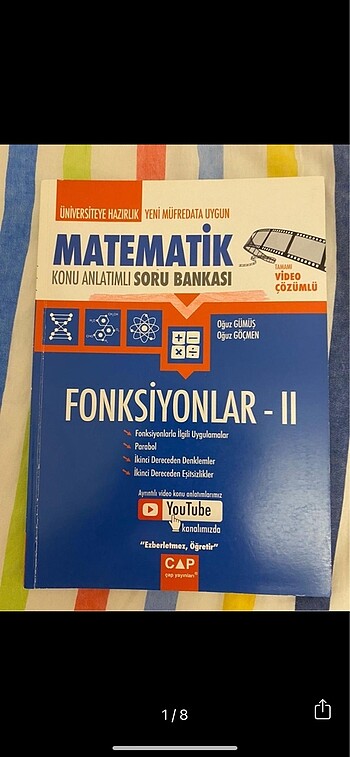 ÜNİVERSİTEYE HAZIRLIK YENİ MÜFREDATA UYGUN
MATEMATİK
KONU ANLATIMLI SORU BANKASI
TAMAMI
VİDEO
ÇÖZÜMLÜ
Oğuz GÜMÜŞ
Oğuz GÖÇMEN
FONKSİYONLAR - II
Fonksiyonlarla İlgili Uygulamalar
Parabol
İkinci Dereceden Denklemler
İkinci Dereceden Eşitsizlikler
Ayrıntılı video konu anlatımlarımız
YouTube
kanalımızda
"Ezberletmez, Öğretir"
ÇAP
çap yayınları
1/8